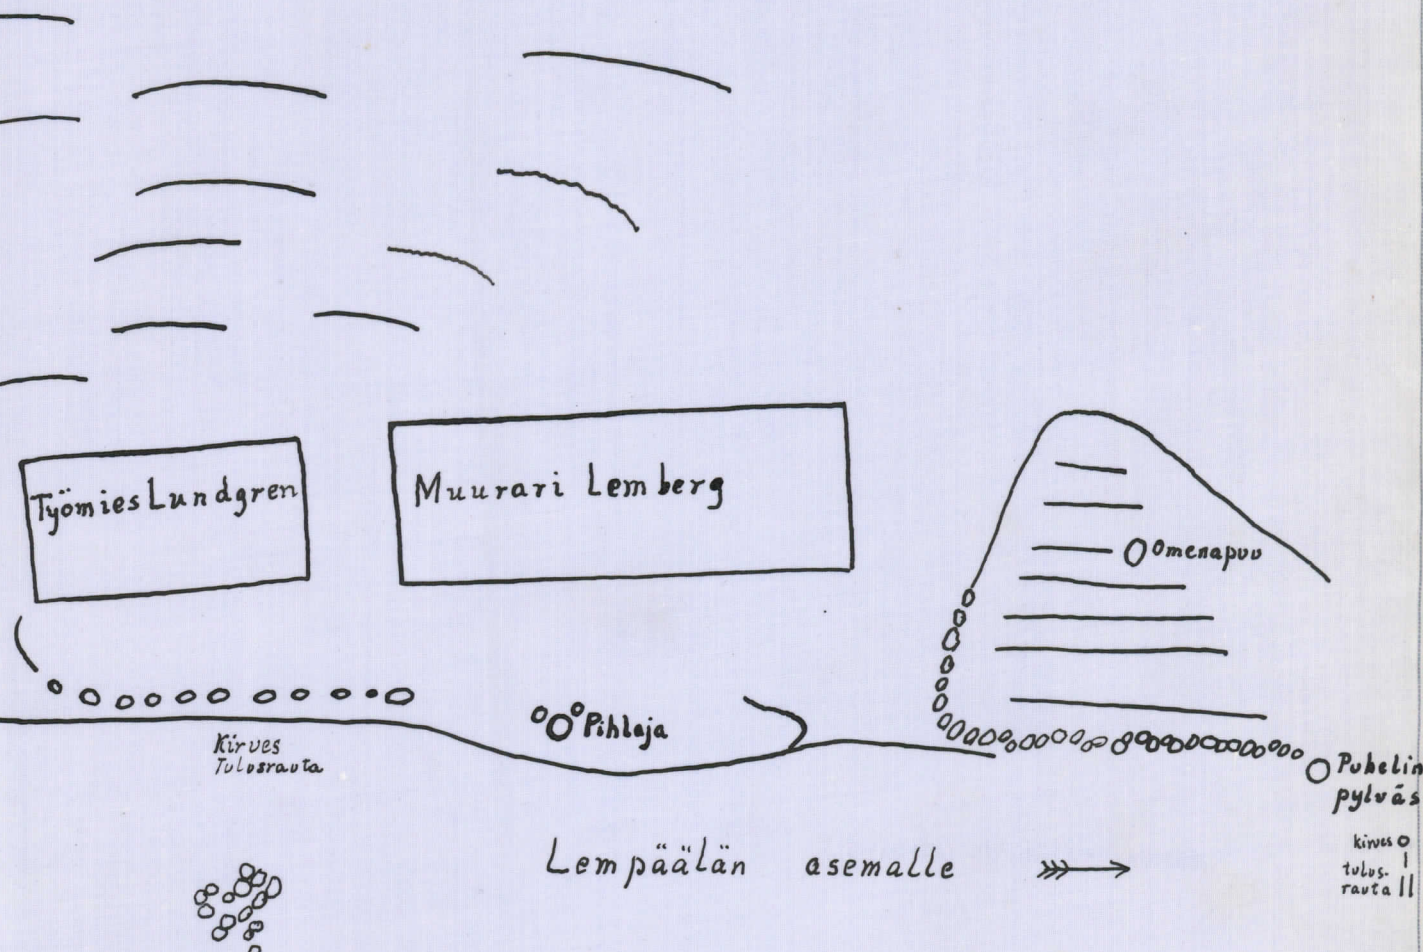 Työmies Lundgren
Muurari Lemberg
Omenapuu
Pihlaja
Kirves
Tulusrauta
Puhelin
pylväs
Lempäälän asemalle
kirves
tulus-
rauta